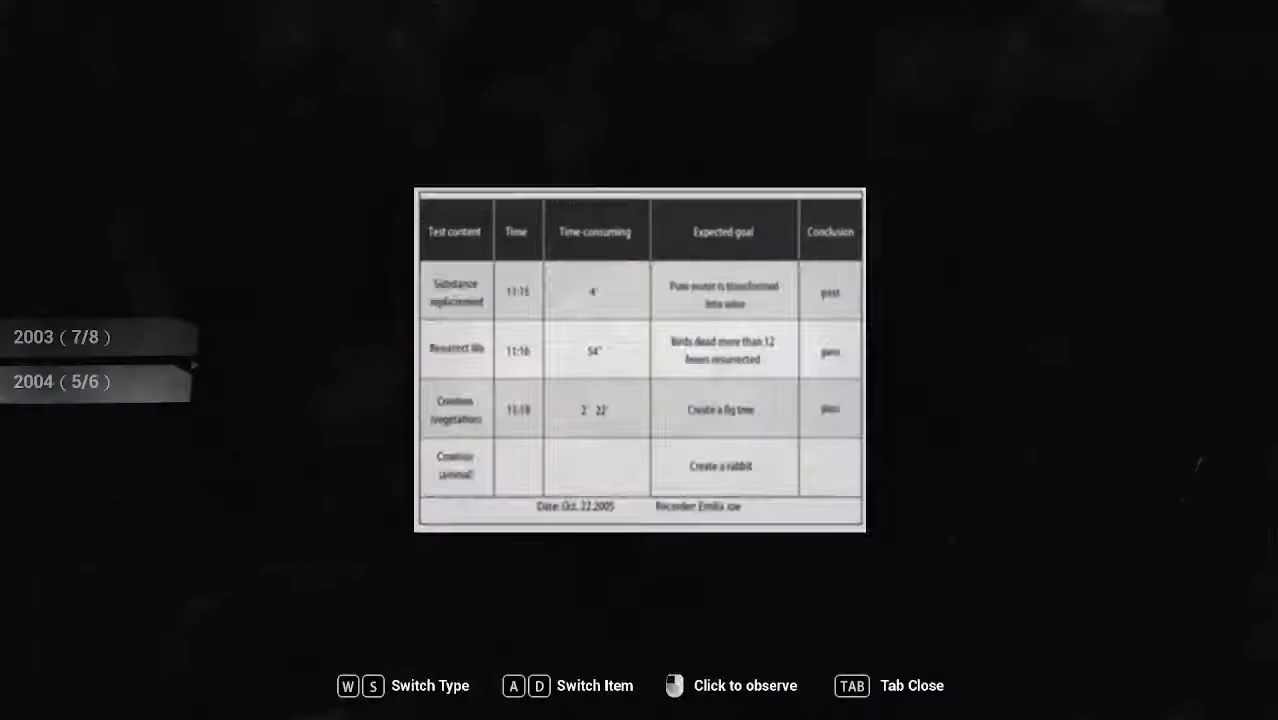 Test content Time Time-consuming Expected goal Conclusion
Substance replacement 11:15 4' Pure water is transformed into wine
Resurrect life 11:16 54" Birds dead more than 12 hours resurrected pass
Creation (vegetation) 11:18 2' 22' Create a fig tree pass
Creation (animal) Create a rabbit
Date: Oct. 22.2005 Recorder: Emilia
2003 ( 7/8 )
2004 ( 5/6 )
W S Switch Type A D Switch Item Click to observe TAB Tab Close